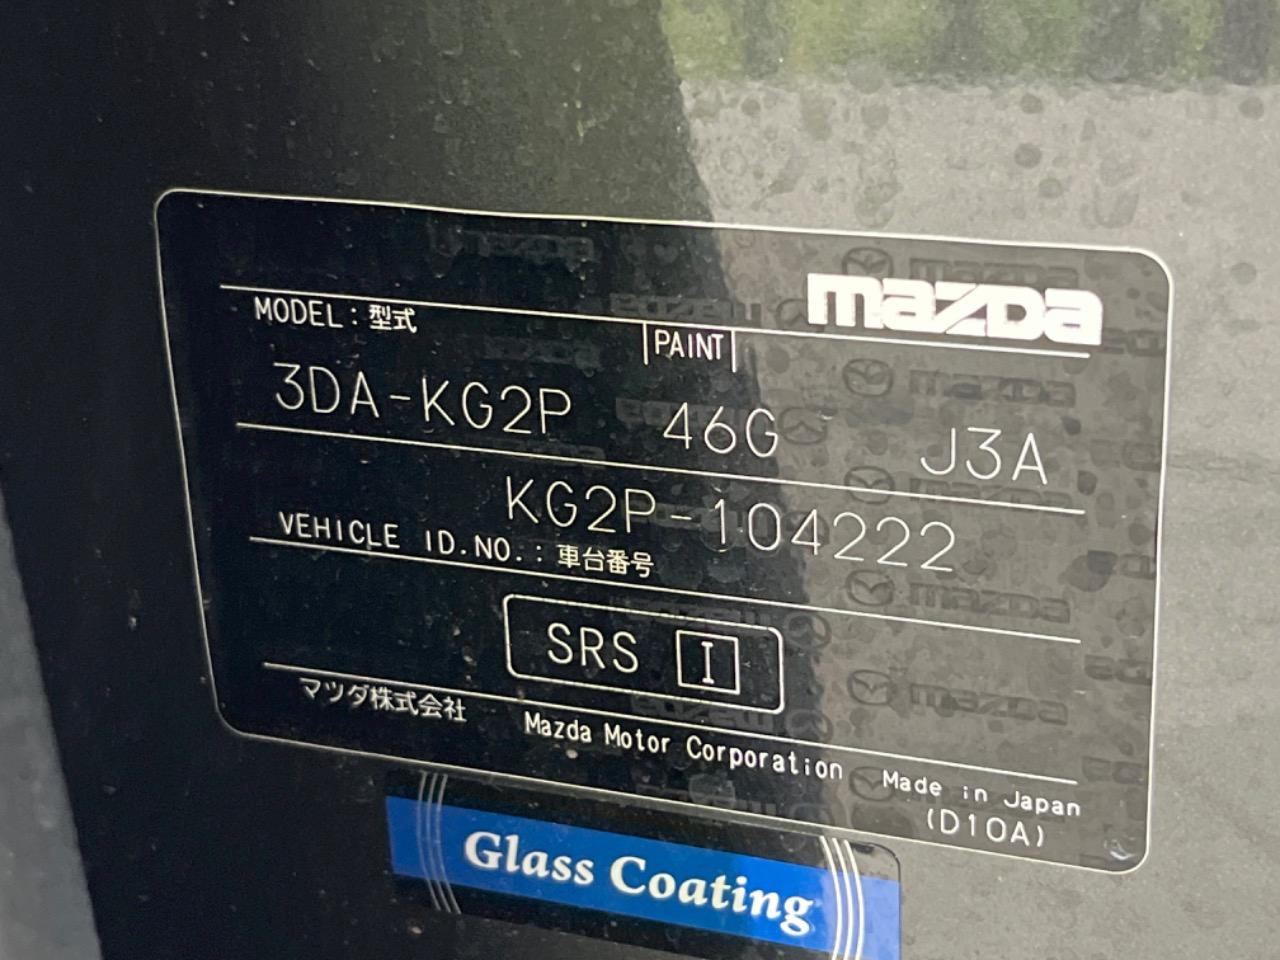 mazda
MODEL：型式
PAINT
3DA-KG2P 46G J3A
KG2P-104222
VEHICLE ID.NO.：車台番号
SRS I
マツダ株式会社 Mazda Motor Corporation Made in Japan
(D10A)
Glass Coating